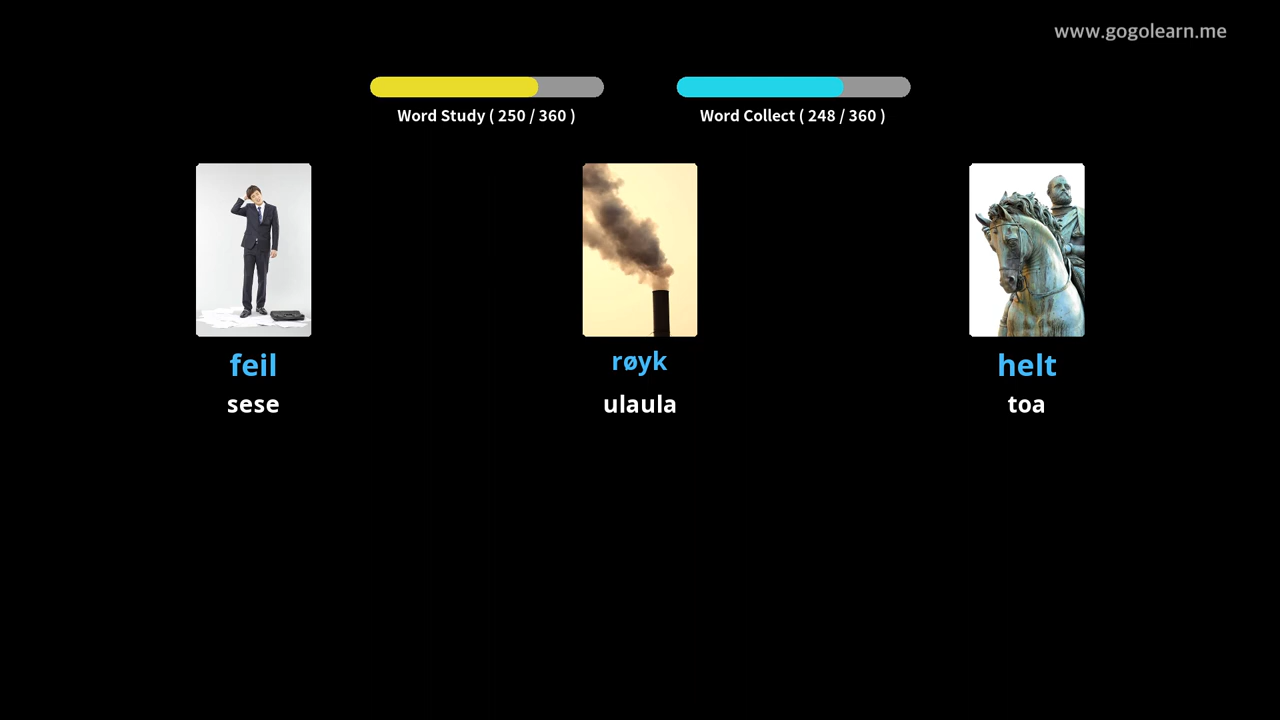 www.gogolearn.me
Word Study ( 250 / 360 )
Word Collect ( 248 / 360 )
feil
røyk
helt
sese
ulaula
toa